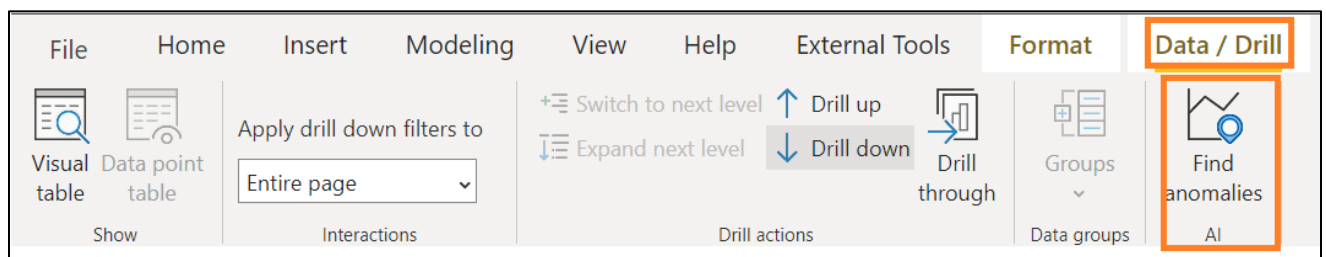 File Home Insert Modeling View Help External Tools Format Data / Drill
Visual table
Data point table
Show
Apply drill down filters to
Entire page
Interactions
Switch to next level
Expand next level
Drill up
Drill down
Drill through
Drill actions
Groups
Data groups
Find anomalies
AI